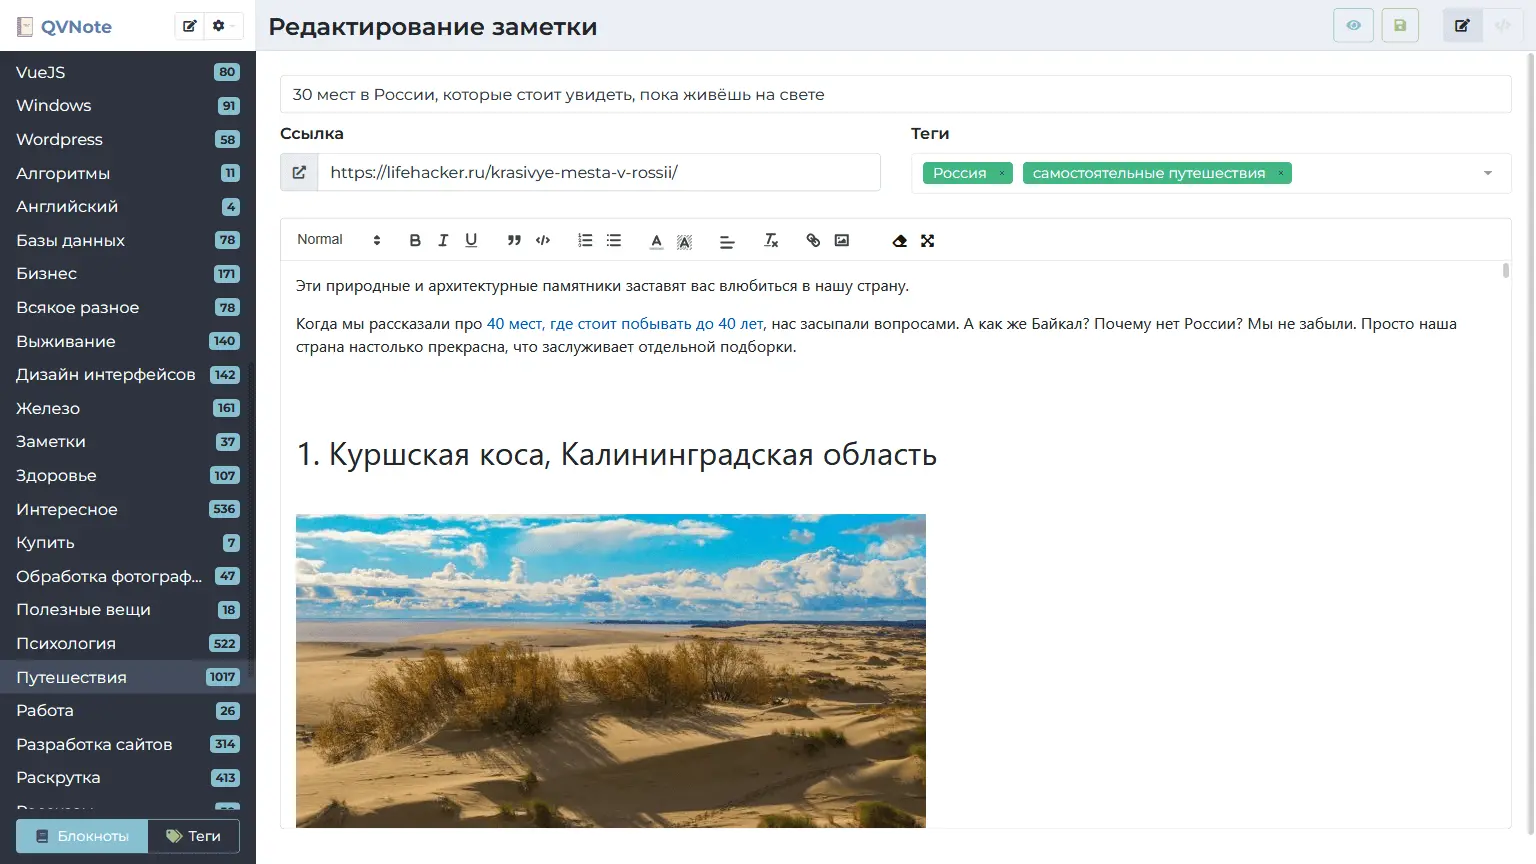 QVNote
Редактирование заметки
VueJS 80
Windows 91
Wordpress 58
Алгоритмы 11
Английский 4
Базы данных 78
Бизнес 171
Всякое разное 78
Выживание 140
Дизайн интерфейсов 142
Железо 161
Заметки 37
Здоровье 107
Интересное 536
Купить 7
Обработка фотограф... 47
Полезные вещи 18
Психология 522
Путешествия 1017
Работа 26
Разработка сайтов 314
Раскрутка 413
Блокноты
Теги
30 мест в России, которые стоит увидеть, пока живёшь на свете
Ссылка
Теги
https://lifehacker.ru/krasivye-mesta-v-rossii/
Россия ×
самостоятельные путешествия ×
Normal
Эти природные и архитектурные памятники заставят вас влюбиться в нашу страну.
Когда мы рассказали про 40 мест, где стоит побывать до 40 лет, нас засыпали вопросами. А как же Байкал? Почему нет России? Мы не забыли. Просто наша
страна настолько прекрасна, что заслуживает отдельной подборки.
1. Куршская коса, Калининградская область